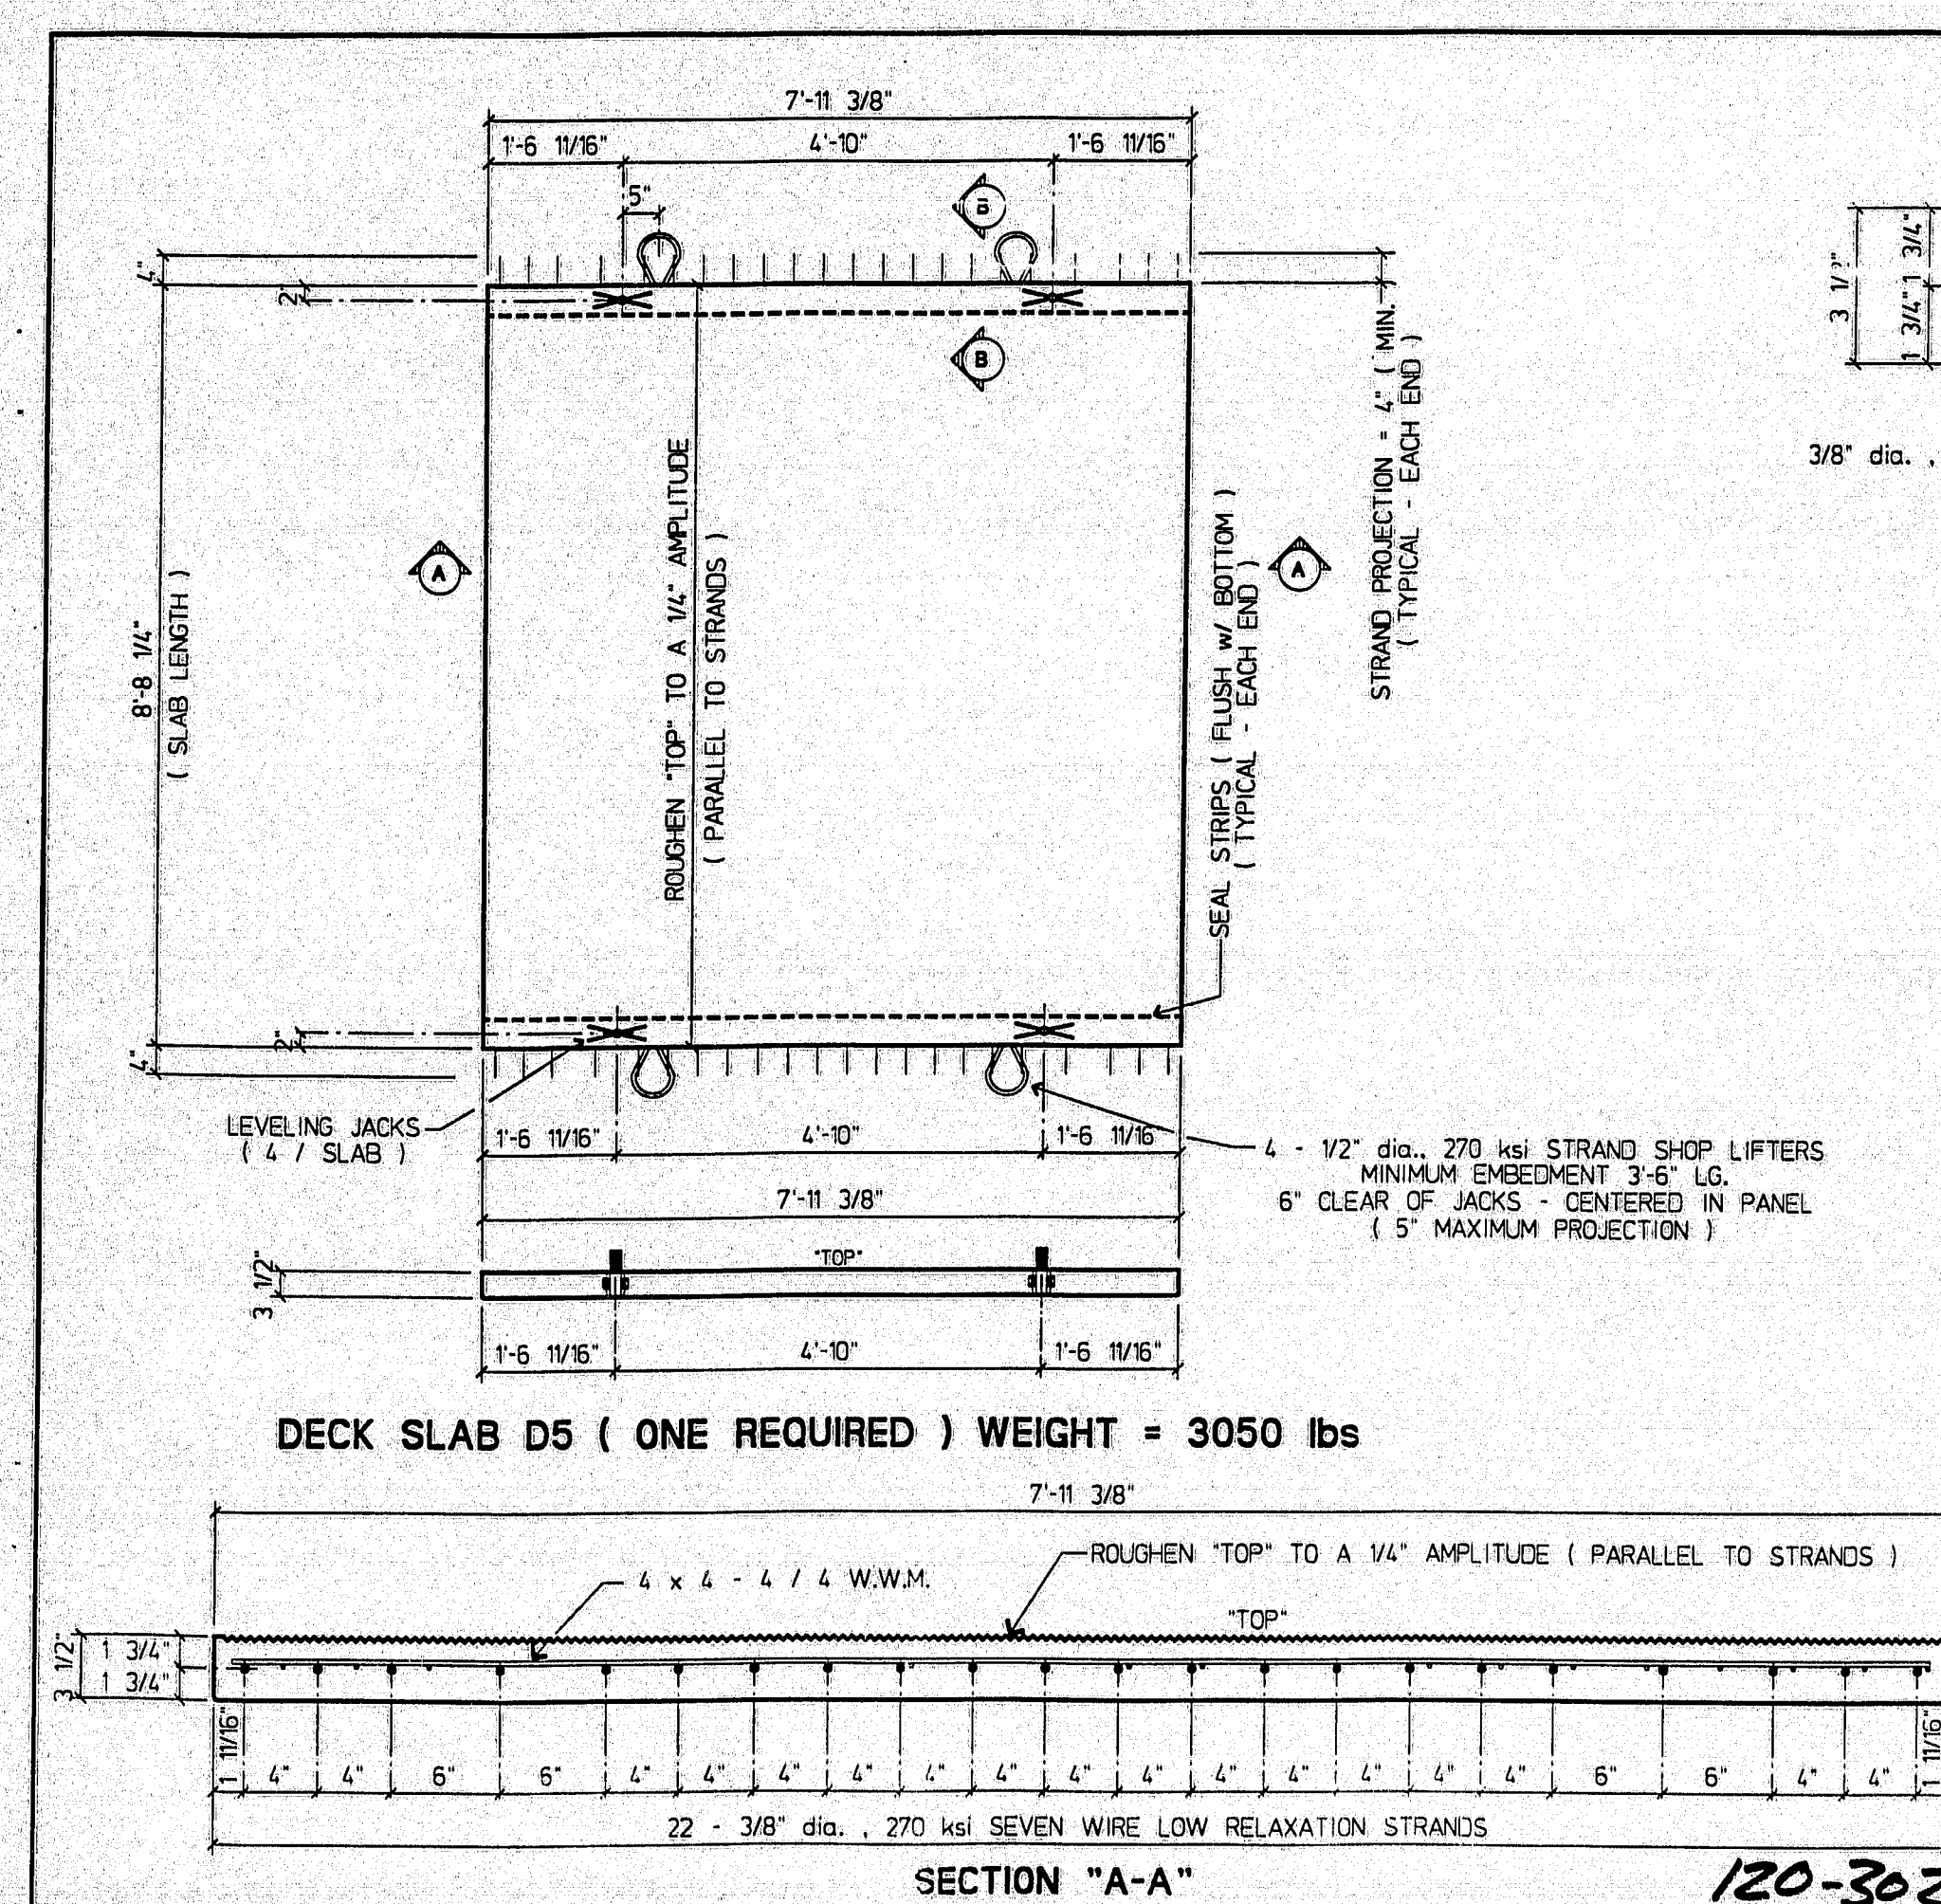 7'-11 3/8"
1'-6 11/16"
4'-10"
1'-6 11/16"
5"
B
4"
2"
B
8'-8 1/4"
( SLAB LENGTH )
A
ROUGHEN "TOP" TO A 1/4" AMPLITUDE
( PARALLEL TO STRANDS )
SEAL STRIPS ( FLUSH w/ BOTTOM )
( TYPICAL - EACH END )
A
STRAND PROJECTION = 4" ( MIN.
( TYPICAL - EACH END )
3 1/2"
1 3/4"
1 3/4"
3/8" dia. ,
2"
4"
LEVELING JACKS
( 4 / SLAB )
1'-6 11/16"
4'-10"
1'-6 11/16
4 - 1/2" dia., 270 ksi STRAND SHOP LIFTERS
MINIMUM EMBEDMENT 3'-6" LG.
6" CLEAR OF JACKS - CENTERED IN PANEL
( 5" MAXIMUM PROJECTION )
7'-11 3/8"
"TOP"
3 1/2"
1'-6 11/16"
4'-10"
1'-6 11/16"
DECK SLAB D5 ( ONE REQUIRED ) WEIGHT = 3050 lbs
7'-11 3/8"
ROUGHEN "TOP" TO A 1/4" AMPLITUDE ( PARALLEL TO STRANDS )
4 x 4 - 4 / 4 W.W.M.
"TOP"
3 1/2"
1 3/4"
1 3/4"
1 11/16"
4" 4" 6" 6" 4" 4" 4" 4" 4" 4" 4" 4" 4" 4" 4" 4" 4" 6" 6" 4" 4"
1 11/16"
22 - 3/8" dia. , 270 ksi SEVEN WIRE LOW RELAXATION STRANDS
SECTION "A-A"
120-302